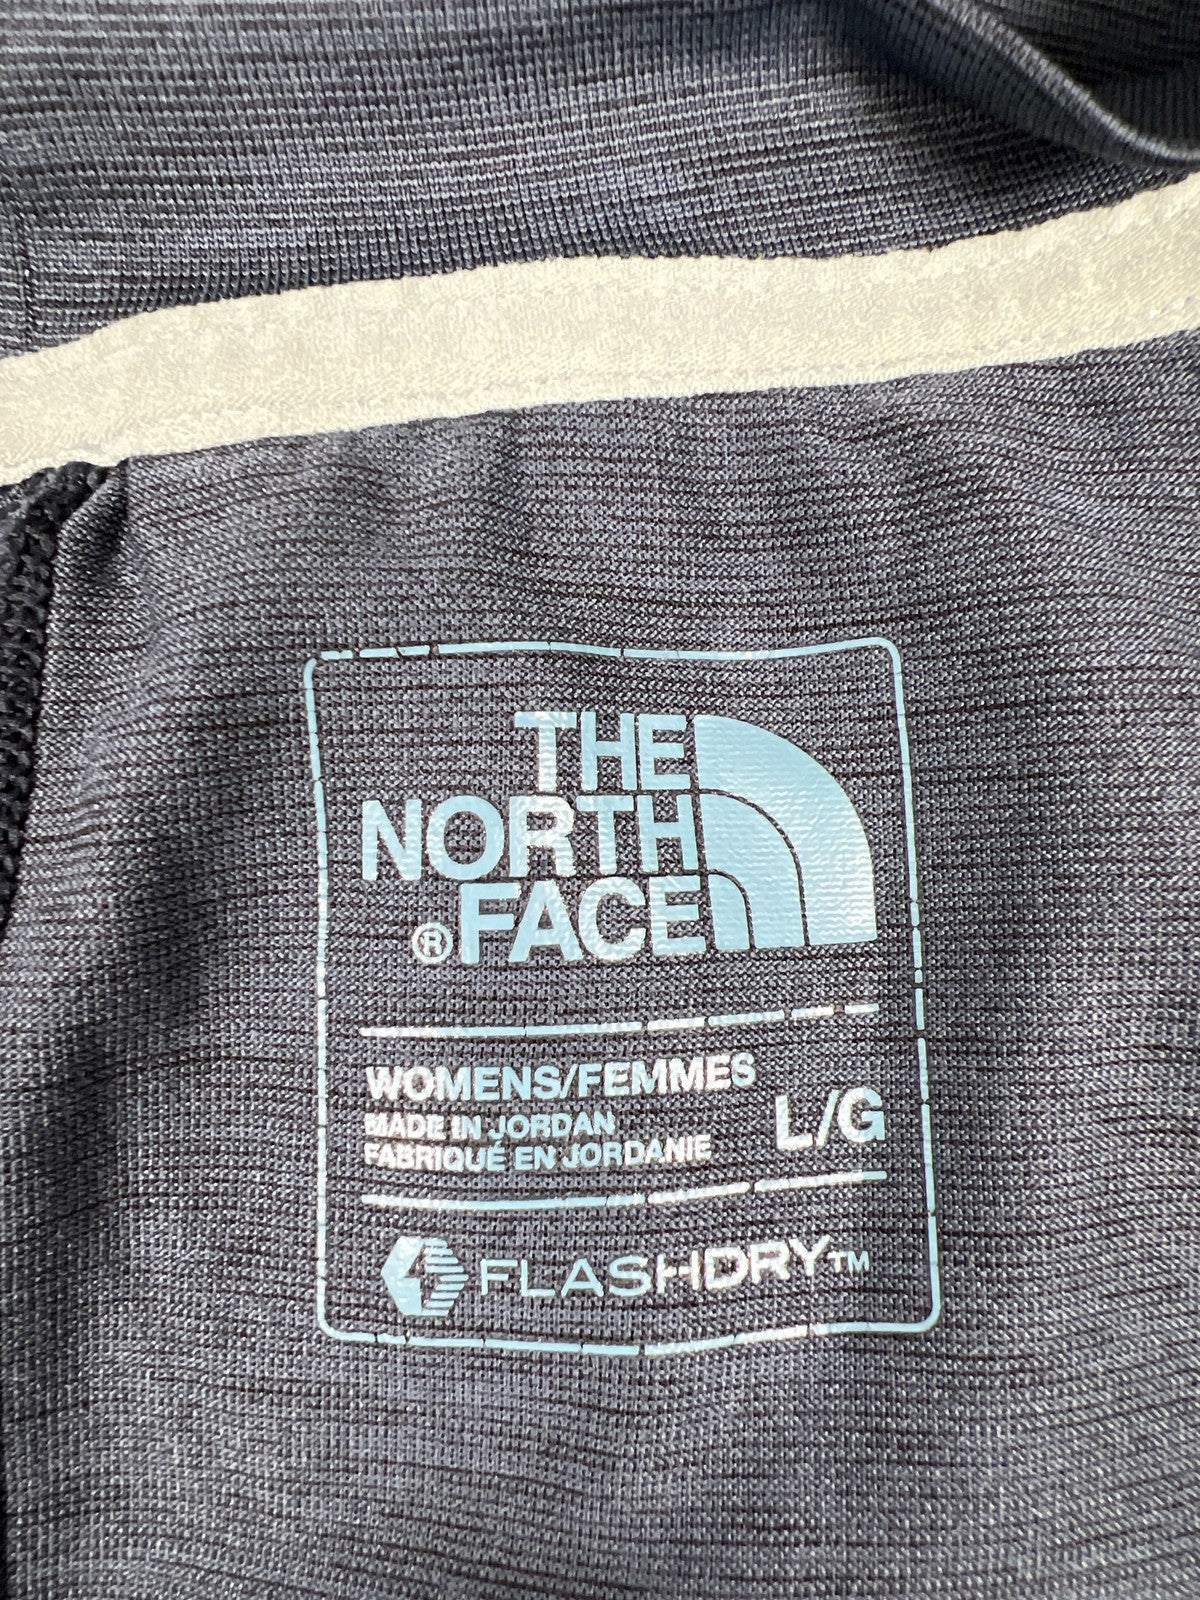 THE
NORTH
® FACE
WOMENS/FEMMES
MADE IN JORDAN
FABRIQUÉ EN JORDANIE
L/G
FLASHDRY™